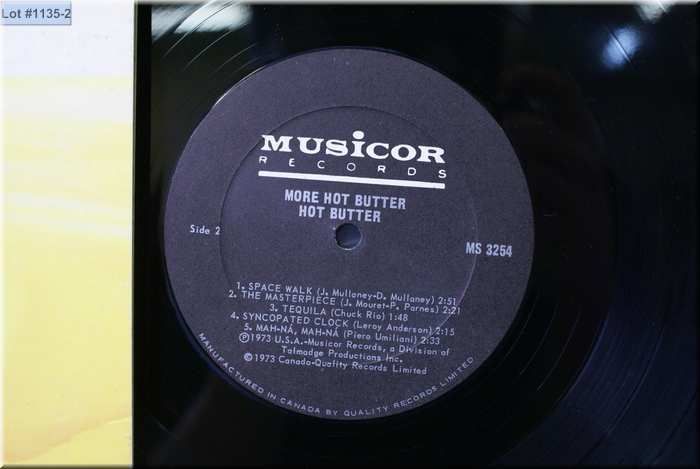 Lot #1135-2
MUSiCOR
RECORDS
MORE HOT BUTTER
HOT BUTTER
Side 2
MS 3254
1. SPACE WALK (J. Mullaney-D. Mullaney) 2:51
2. THE MASTERPIECE (J. Mouret-P. Parnes) 2:21
3. TEQUILA (Chuck Rio) 1:48
4. SYNCOPATED CLOCK (Leroy Anderson) 2:15
5. MAH-NÁ, MAH-NÁ (Piero Umiliani) 2:33
Ⓟ1973 U.S.A.-Musicor Records, a Division of
Talmadge Productions Inc.
©1973 Canada-Quality Records Limited
MANUFACTURED IN CANADA BY QUALITY RECORDS LIMITED